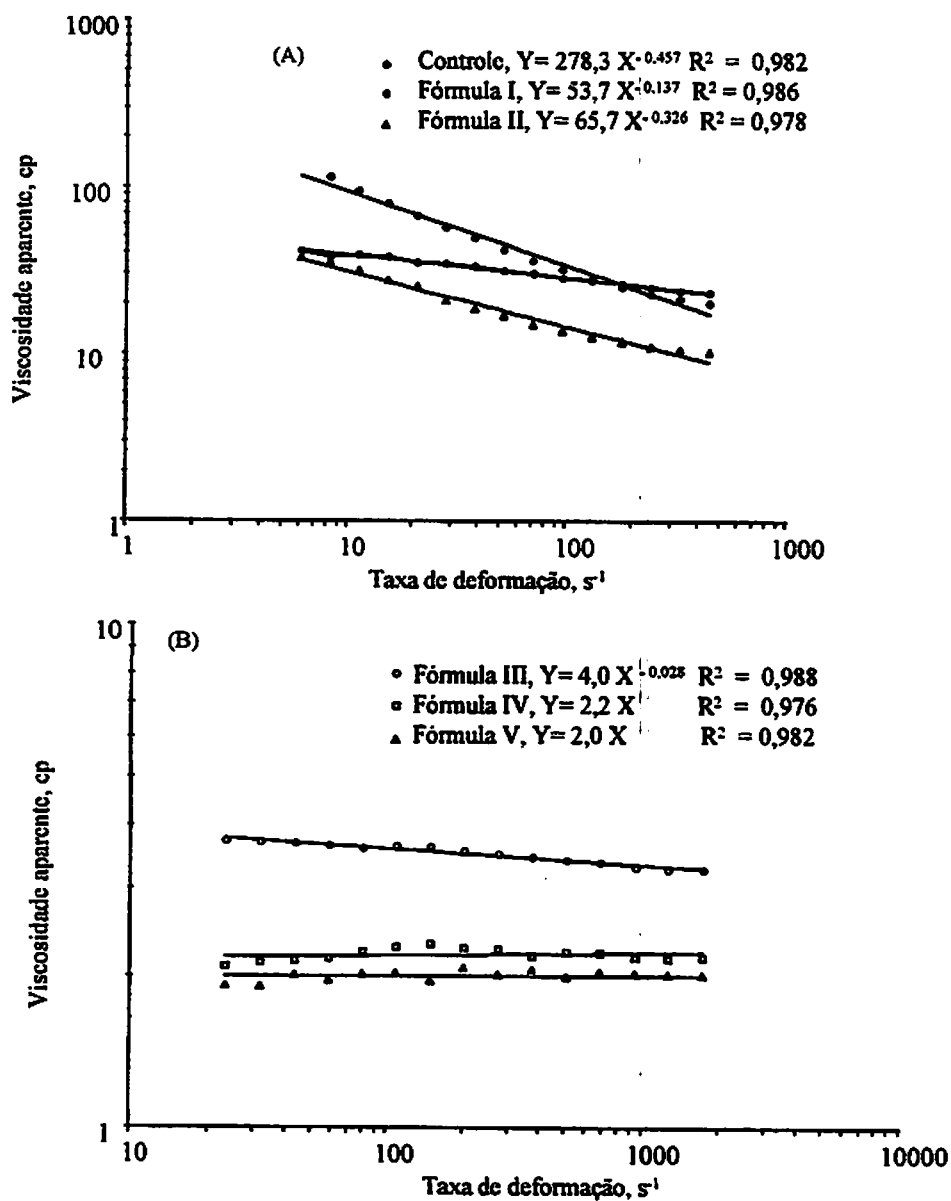 1000
(A)
Controle, Y= 278,3 X-0.457 R2 = 0,982
Fórmula I, Y= 53,7 X-0.137 R2 = 0,986
Fórmula II, Y= 65,7 X-0.326 R2 = 0,978
100
10
1
Viscosidade aparente, cp
1 10 100 1000
Taxa de deformação, s-1
10
(B)
Fórmula III, Y= 4,0 X-0.028 R2 = 0,988
Fórmula IV, Y= 2,2 X R2 = 0,976
Fórmula V, Y= 2,0 X R2 = 0,982
Viscosidade aparente, cp
1
10 100 1000 10000
Taxa de deformação, s-1